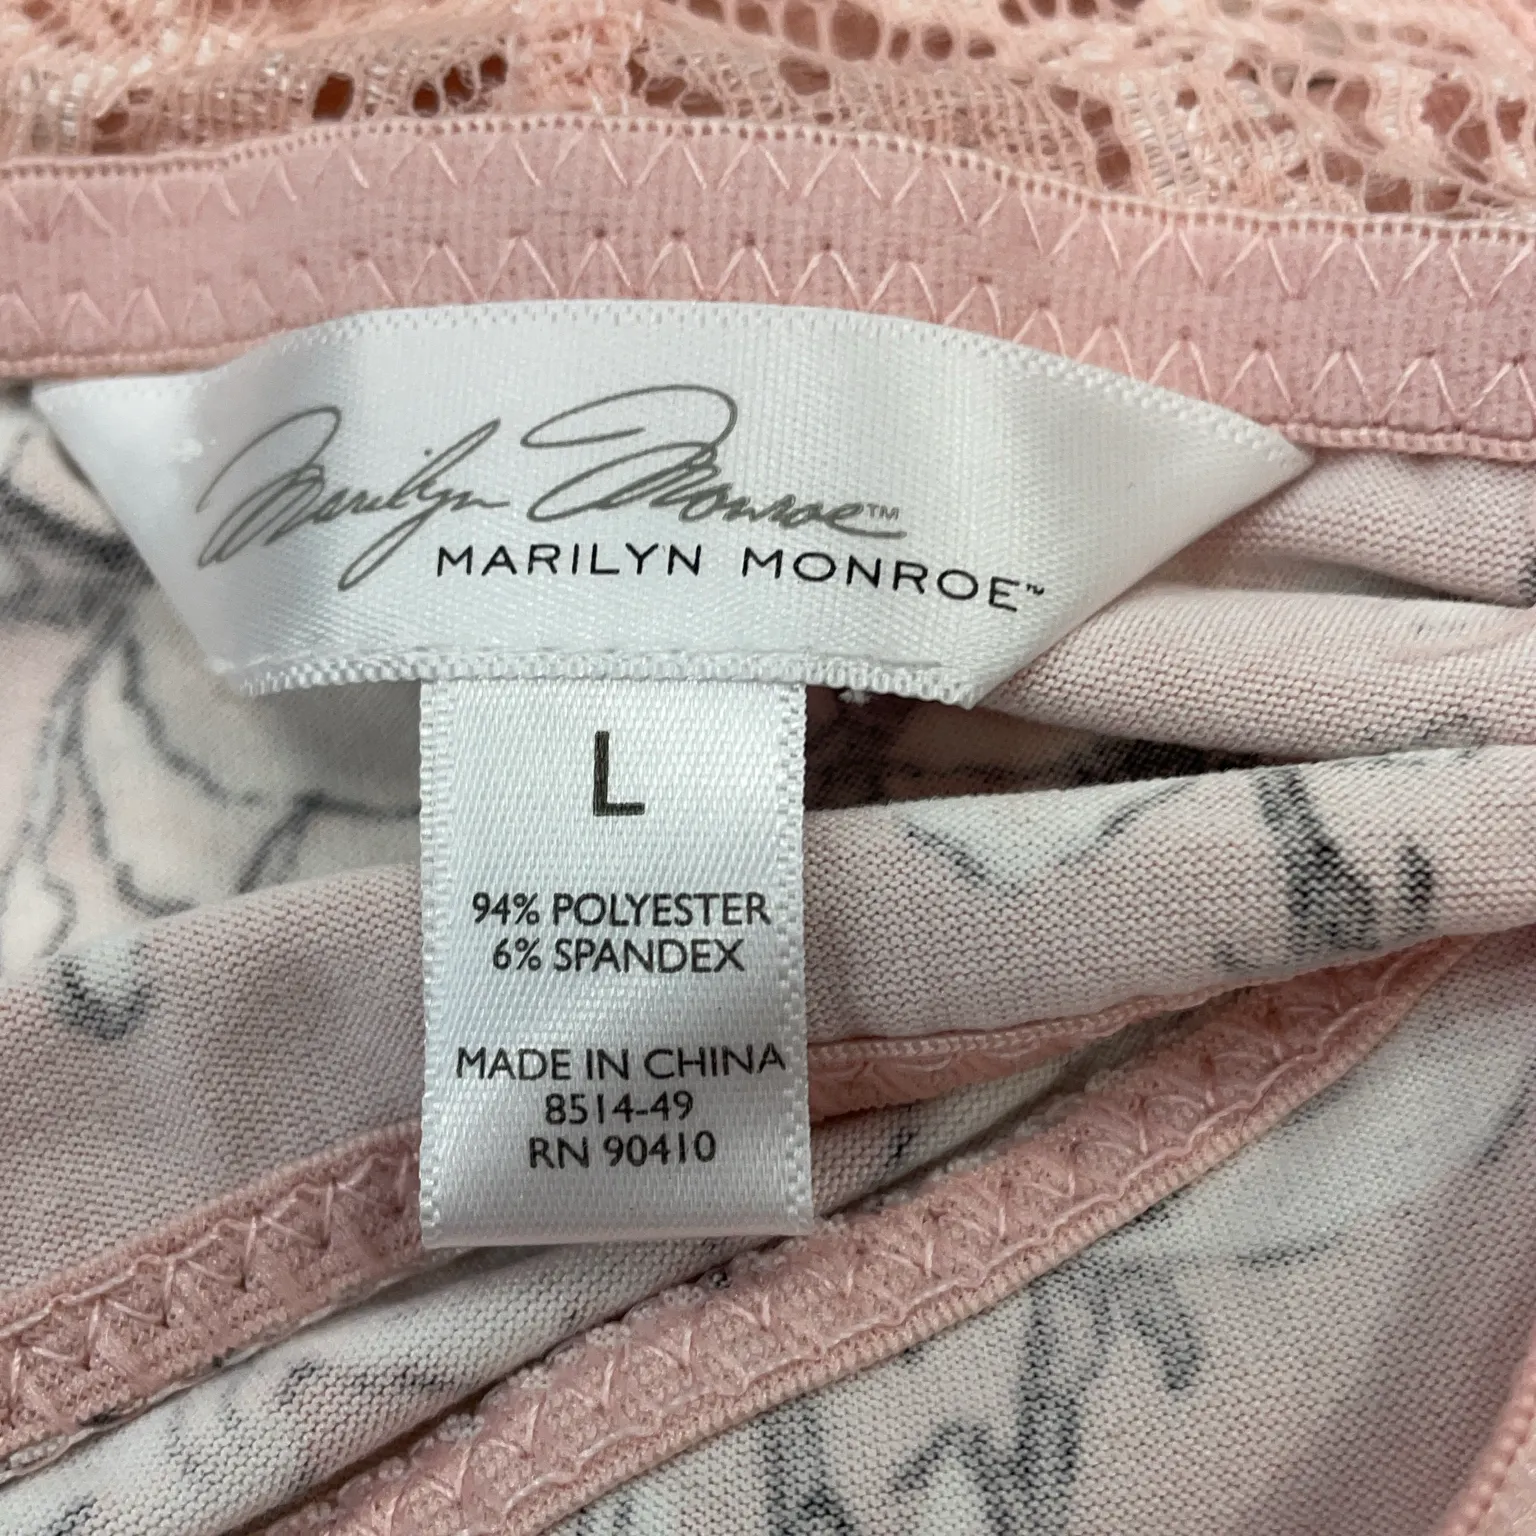 Marilyn Monroe™
MARILYN MONROE™
L
94% POLYESTER
6% SPANDEX
MADE IN CHINA
8514-49
RN 90410